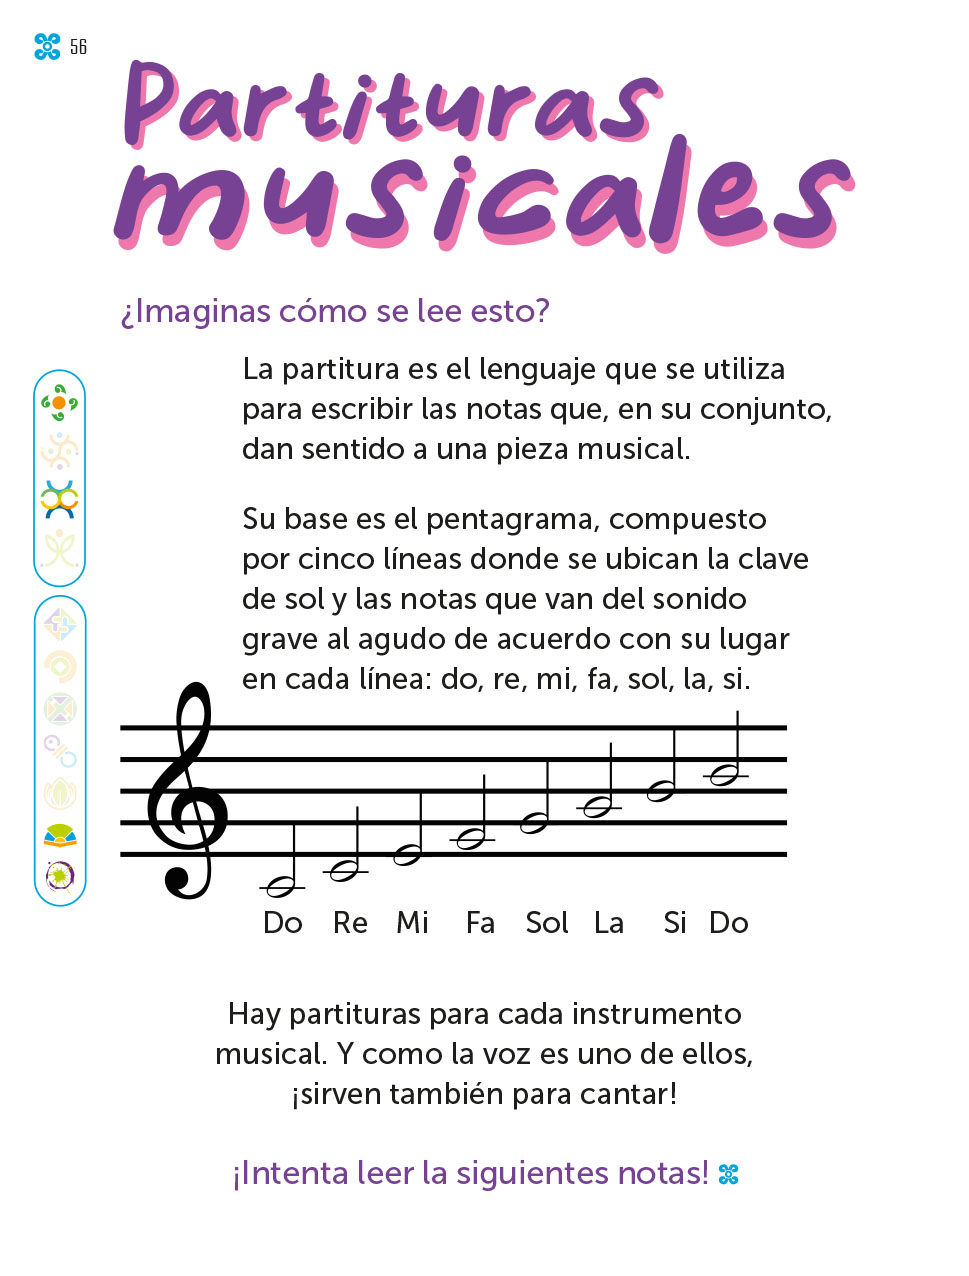 56
Partituras
musicales
¿Imaginas cómo se lee esto?
La partitura es el lenguaje que se utiliza
para escribir las notas que, en su conjunto,
dan sentido a una pieza musical.
Su base es el pentagrama, compuesto
por cinco líneas donde se ubican la clave
de sol y las notas que van del sonido
grave al agudo de acuerdo con su lugar
en cada línea: do, re, mi, fa, sol, la, si.
Do Re Mi Fa Sol La Si Do
Hay partituras para cada instrumento
musical. Y como la voz es uno de ellos,
¡sirven también para cantar!
¡Intenta leer la siguientes notas!